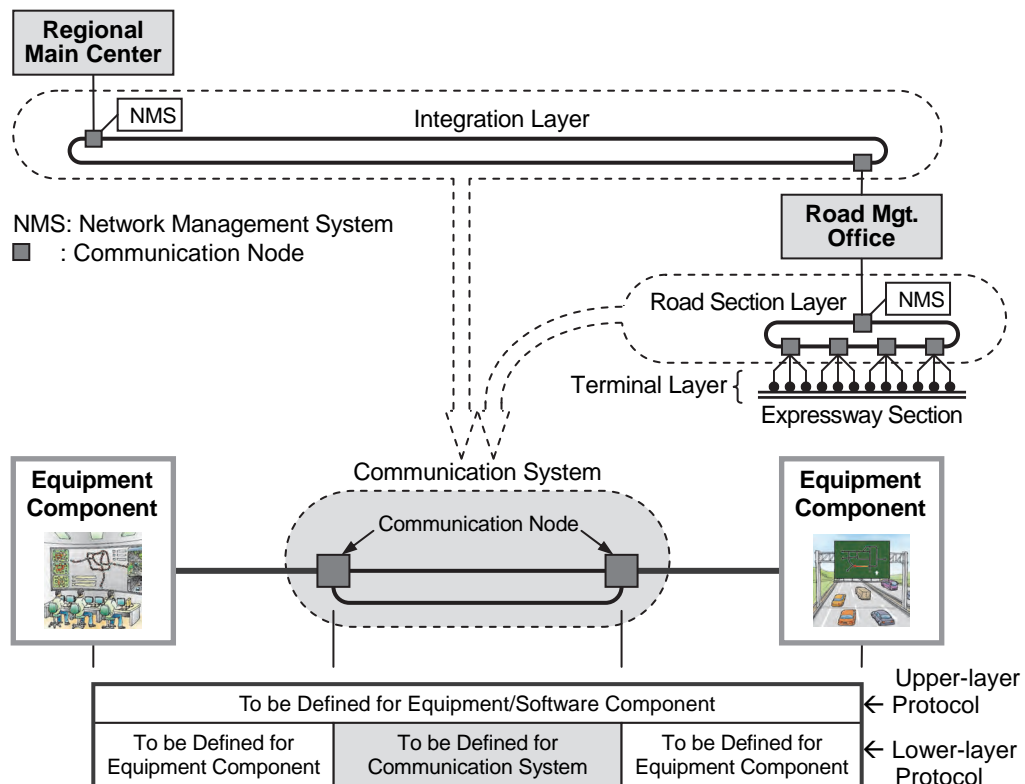 Regional
Main Center
NMS
Integration Layer
NMS: Network Management System
: Communication Node
Road Mgt.
Office
Road Section Layer
NMS
Terminal Layer {
Expressway Section
Communication System
Equipment
Component
Communication Node
Equipment
Component
Upper-layer
← Protocol
To be Defined for Equipment/Software Component
To be Defined for
Equipment Component
To be Defined for
Communication System
To be Defined for
Equipment Component
← Lower-layer
Protocol